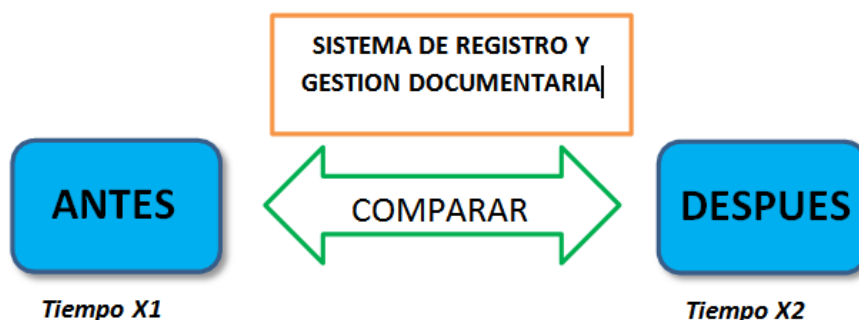 SISTEMA DE REGISTRO Y
GESTION DOCUMENTARIA
ANTES
COMPARAR
DESPUES
Tiempo X1
Tiempo X2